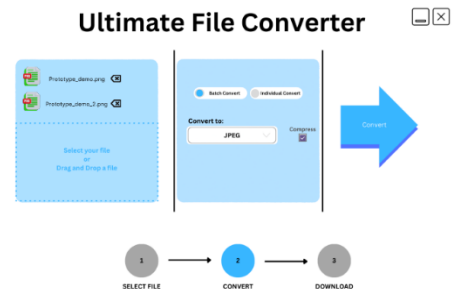 Ultimate File Converter
Prototype_demo.png
Prototype_demo_2.png
Select your file
or
Drag and Drop a file
Batch Convert
Individual Convert
Convert to:
JPEG
Compress
Convert
1
2
3
SELECT FILE
CONVERT
DOWNLOAD